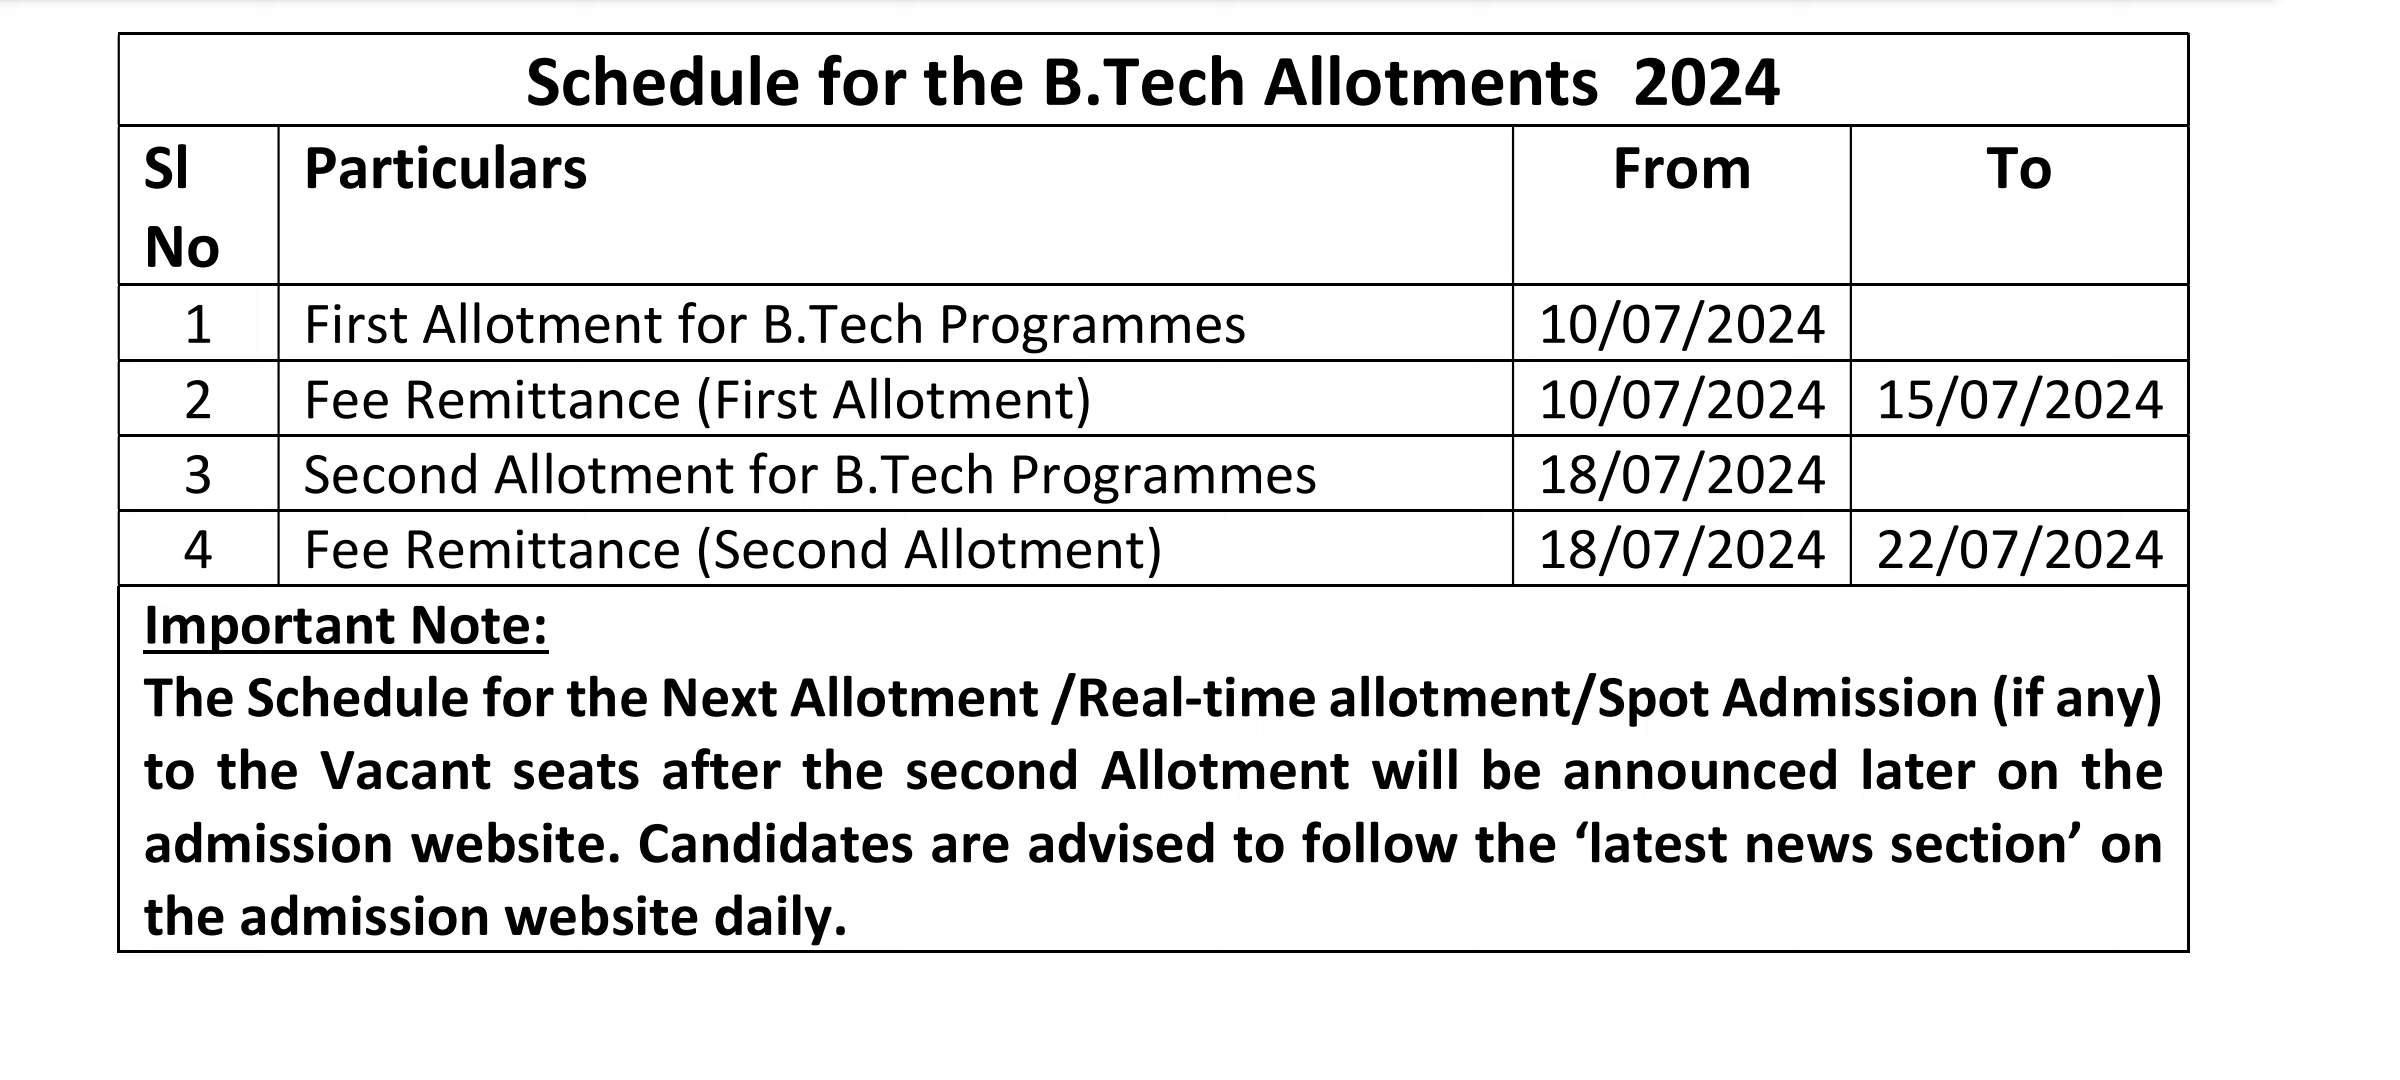 Schedule for the B.Tech Allotments  2024
Sl No Particulars From To
1 First Allotment for B.Tech Programmes 10/07/2024
2 Fee Remittance (First Allotment) 10/07/2024 15/07/2024
3 Second Allotment for B.Tech Programmes 18/07/2024
4 Fee Remittance (Second Allotment) 18/07/2024 22/07/2024
Important Note:
The Schedule for the Next Allotment /Real-time allotment/Spot Admission (if any)
to the Vacant seats after the second Allotment will be announced later on the
admission website. Candidates are advised to follow the ‘latest news section’ on
the admission website daily.